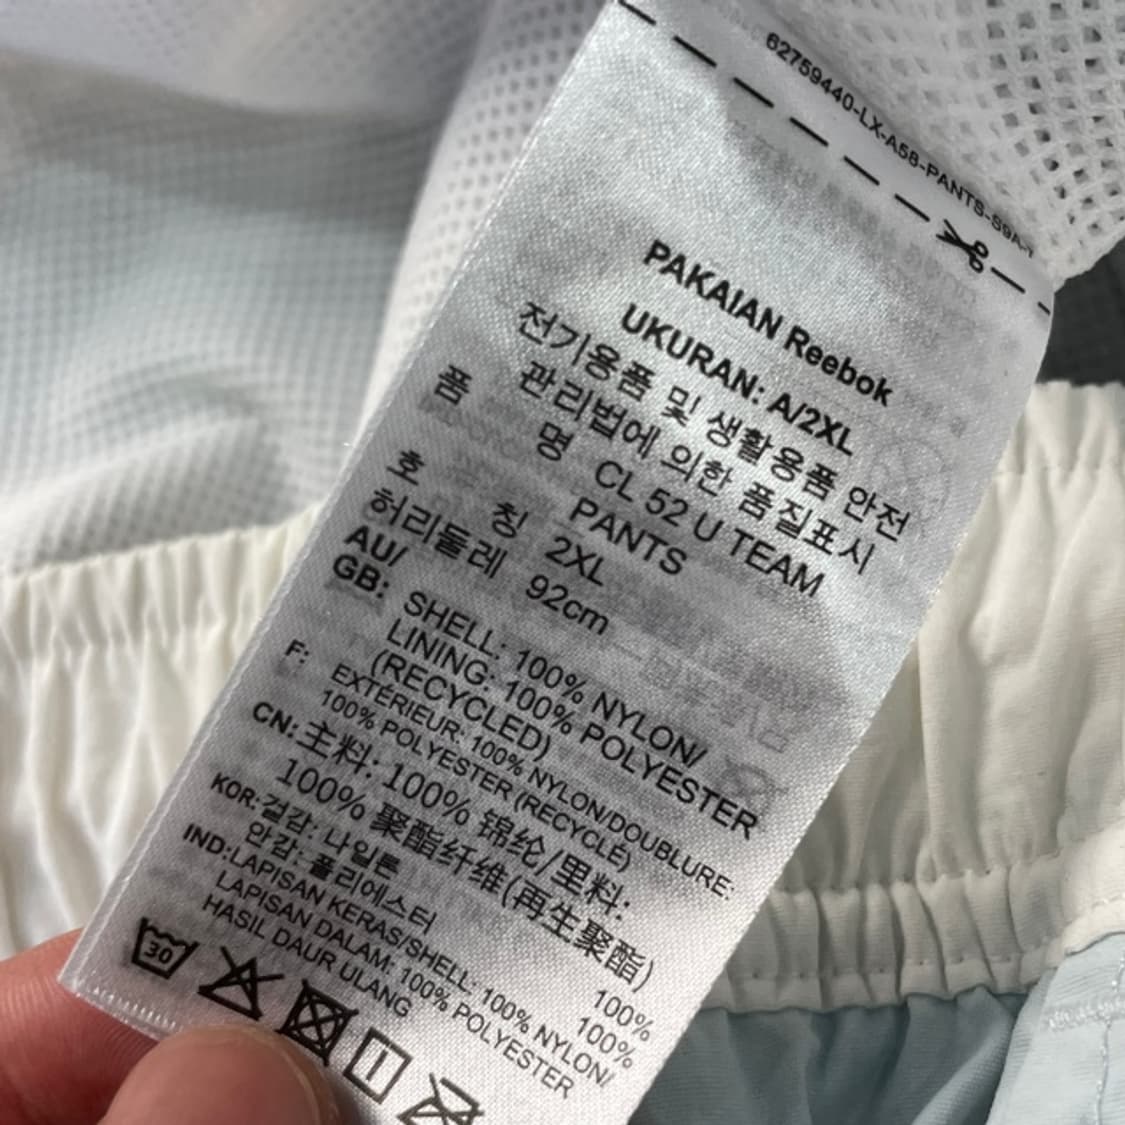 62759440-LX-A58-PANTS-S9A-Y
PAKAIAN Reebok
UKURAN: A/2XL
전기용품 및 생활용품 안전
관리법에 의한 품질표시
품 명 CL 52 U TEAM
PANTS
호 칭 2XL
허리둘레 92cm
AU/
GB: SHELL: 100% NYLON/
LINING: 100% POLYESTER
(RECYCLED)
F: EXTÉRIEUR: 100% NYLON/DOUBLURE:
100% POLYESTER (RECYCLÉ)
CN: 主料: 100% 锦纶/里料:
100% 聚酯纤维(再生聚酯)
KOR: 겉감: 나일론 100%
안감: 폴리에스터 100%
IND: LAPISAN KERAS/SHELL: 100% NYLON/
LAPISAN DALAM: 100% POLYESTER
HASIL DAUR ULANG
30